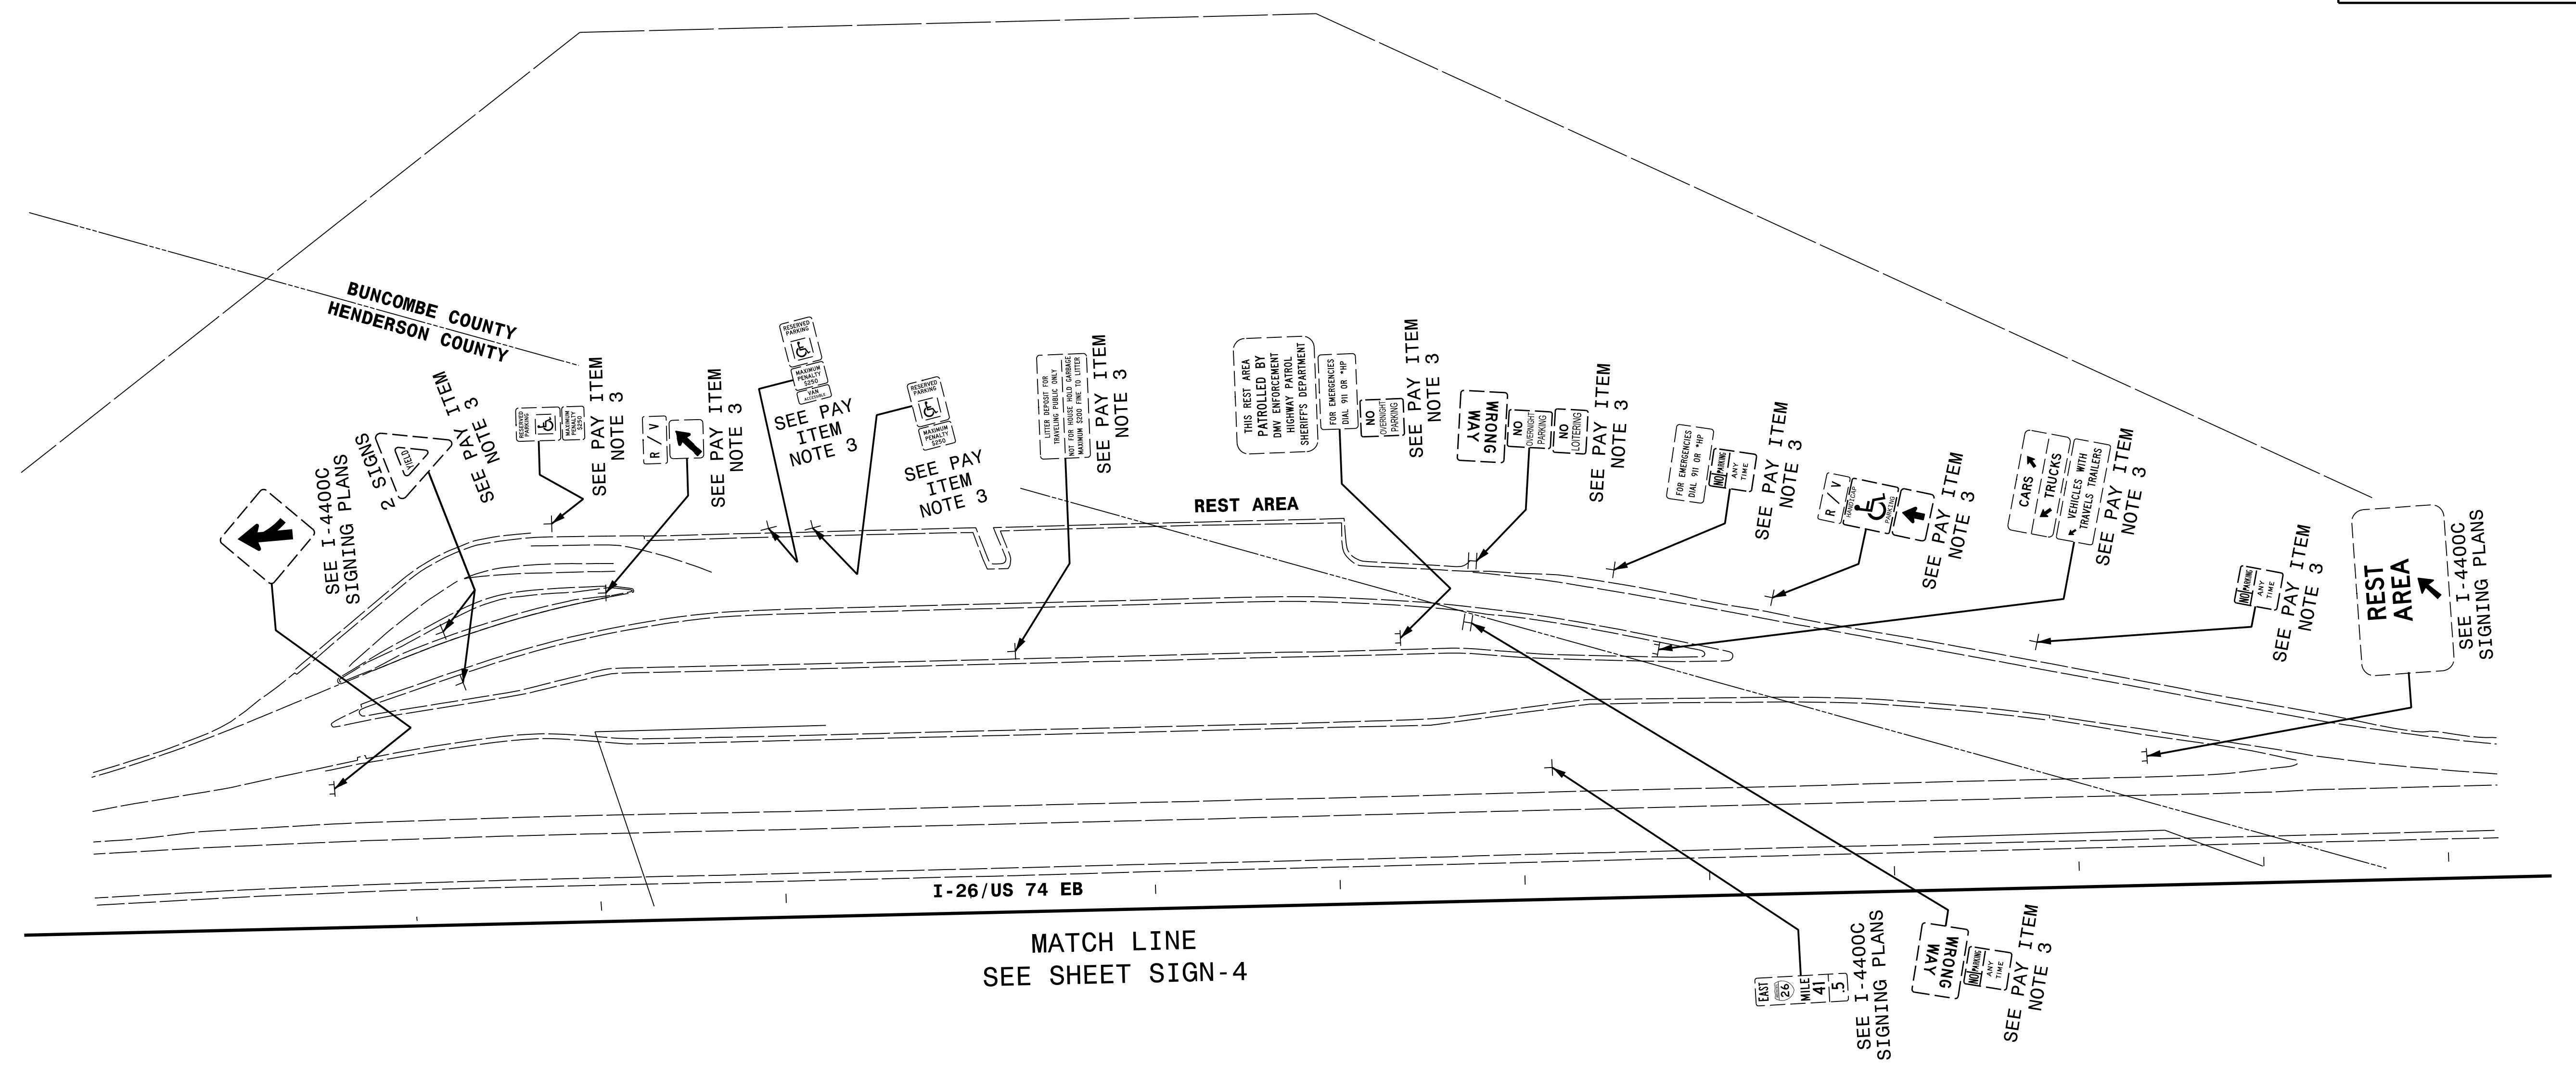 BUNCOMBE COUNTY
HENDERSON COUNTY
SEE I-4400C
SIGNING PLANS
2 SIGNS
YIELD
SEE PAY ITEM
NOTE 3
RESERVED
PARKING
MAXIMUM
PENALTY
$250
SEE PAY ITEM
NOTE 3
R / V
SEE PAY ITEM
NOTE 3
RESERVED
PARKING
MAXIMUM
PENALTY
$250
VAN
ACCESSIBLE
SEE PAY
ITEM
NOTE 3
RESERVED
PARKING
MAXIMUM
PENALTY
$250
SEE PAY
ITEM
NOTE 3
LITTER DEPOSIT FOR
TRAVELING PUBLIC ONLY
NOT FOR HOUSE HOLD GARBAGE
MAXIMUM $200 FINE TO LITTER
SEE PAY ITEM
NOTE 3
REST AREA
THIS REST AREA
PATROLLED BY
DMV ENFORCEMENT
HIGHWAY PATROL
SHERIFF'S DEPARTMENT
FOR EMERGENCIES
DIAL 911 OR *HP
NO
OVERNIGHT
PARKING
SEE PAY ITEM
NOTE 3
WRONG
WAY
NO
OVERNIGHT
PARKING
NO
LOITERING
SEE PAY ITEM
NOTE 3
FOR EMERGENCIES
DIAL 911 OR *HP
NO PARKING
ANY
TIME
SEE PAY ITEM
NOTE 3
R / V
HANDICAP
PARKING
SEE PAY ITEM
NOTE 3
CARS
TRUCKS
VEHICLES WITH
TRAVELS TRAILERS
SEE PAY ITEM
NOTE 3
NO PARKING
ANY
TIME
SEE PAY ITEM
NOTE 3
REST
AREA
SEE I-4400C
SIGNING PLANS
I-26/US 74 EB
MATCH LINE
SEE SHEET SIGN-4
EAST
26
MILE
41
.5
SEE I-4400C
SIGNING PLANS
WRONG
WAY
NO PARKING
ANY
TIME
SEE PAY ITEM
NOTE 3